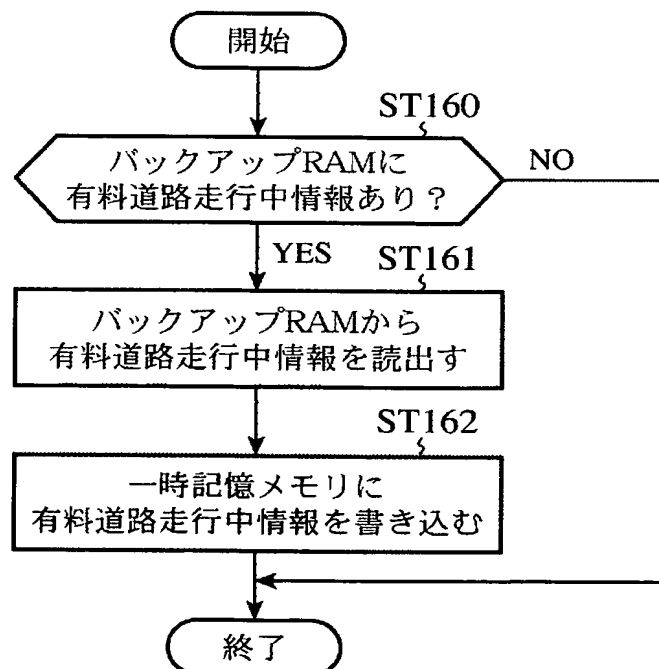 開始
ST160
バックアップRAMに
有料道路走行中情報あり？
NO
YES
ST161
バックアップRAMから
有料道路走行中情報を読出す
ST162
一時記憶メモリに
有料道路走行中情報を書き込む
終了